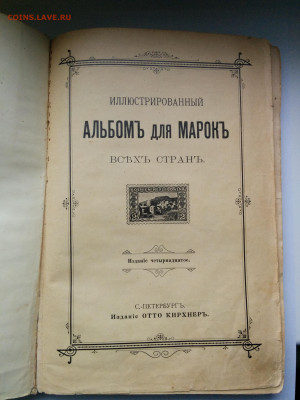 COINS.LAVE.RU
ИЛЛЮСТРИРОВАННЫЙ
АЛЬБОМЪ для МАРОКЪ
ВСѢХЪ СТРАНЪ.
Изданіе четырнадцатое.
С.-ПЕТЕРБУРГЪ.
Изданіе ОТТО КИРХНЕРЪ.